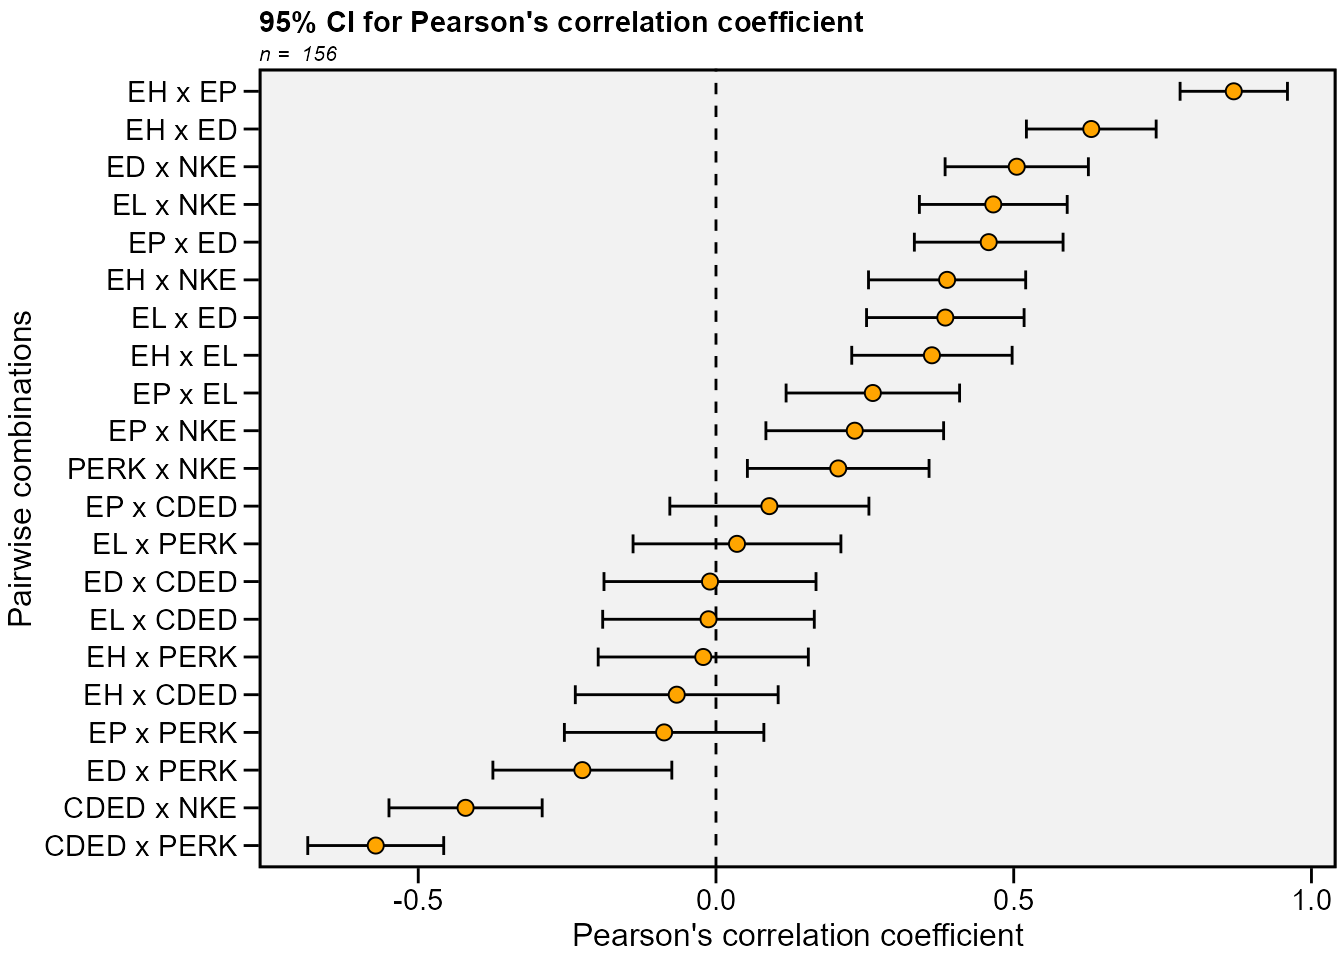 95% CI for Pearson's correlation coefficient
n =  156
EH x EP
EH x ED
ED x NKE
EL x NKE
EP x ED
EH x NKE
EL x ED
EH x EL
EP x EL
EP x NKE
PERK x NKE
EP x CDED
EL x PERK
ED x CDED
EL x CDED
EH x PERK
EH x CDED
EP x PERK
ED x PERK
CDED x NKE
CDED x PERK
Pairwise combinations
-0.5 0.0 0.5 1.0
Pearson's correlation coefficient